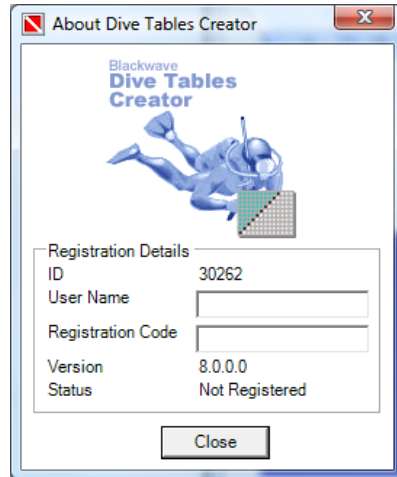 About Dive Tables Creator
Blackwave
Dive Tables
Creator
Registration Details
ID 30262
User Name
Registration Code
Version 8.0.0.0
Status Not Registered
Close